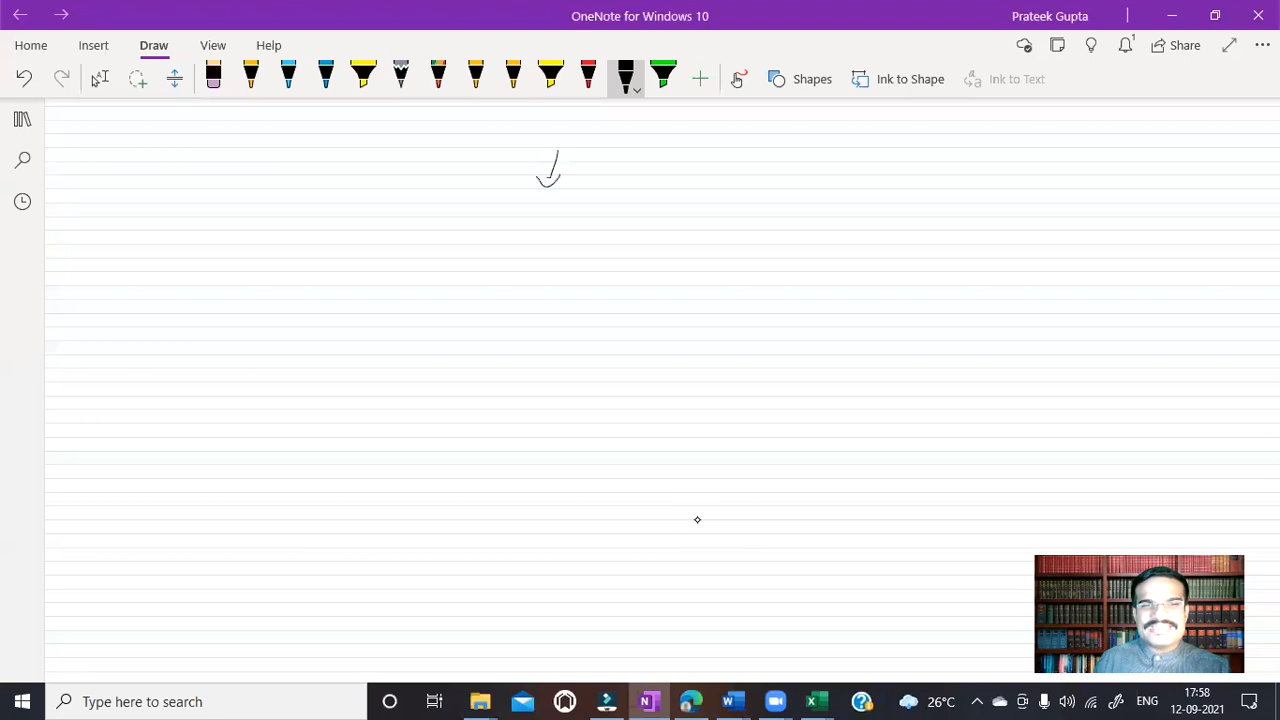 OneNote for Windows 10
Prateek Gupta
Home Insert Draw View Help
Share
Shapes
Ink to Shape
Ink to Text
Type here to search
26°C
ENG
17:58
12-09-2021